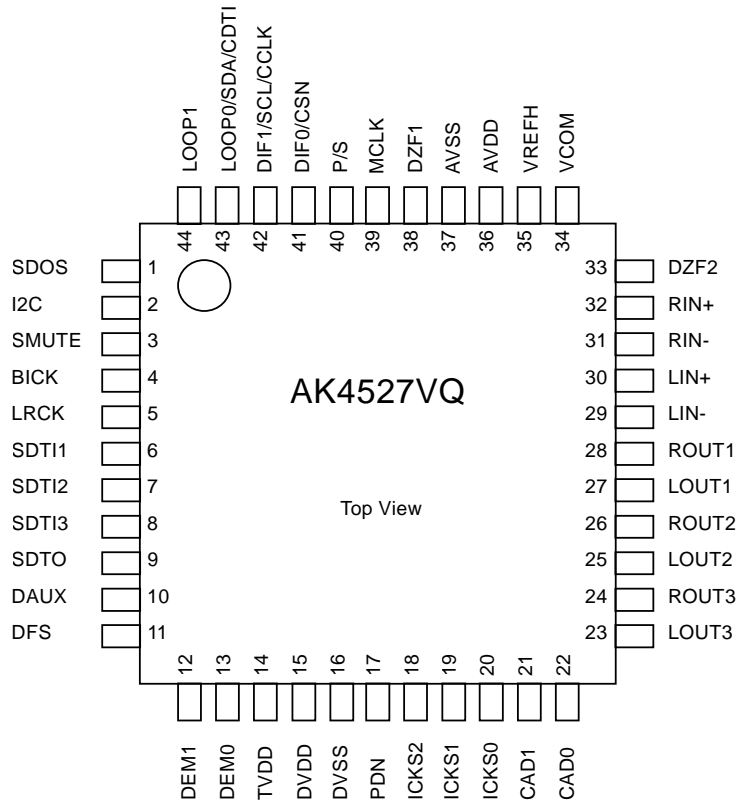 LOOP1
LOOP0/SDA/CDTI
DIF1/SCL/CCLK
DIF0/CSN
P/S
MCLK
DZF1
AVSS
AVDD
VREFH
VCOM
44
43
42
41
40
39
38
37
36
35
34
SDOS 1
I2C 2
SMUTE 3
BICK 4
LRCK 5
SDTI1 6
SDTI2 7
SDTI3 8
SDTO 9
DAUX 10
DFS 11
AK4527VQ
Top View
33 DZF2
32 RIN+
31 RIN-
30 LIN+
29 LIN-
28 ROUT1
27 LOUT1
26 ROUT2
25 LOUT2
24 ROUT3
23 LOUT3
12
13
14
15
16
17
18
19
20
21
22
DEM1
DEM0
TVDD
DVDD
DVSS
PDN
ICKS2
ICKS1
ICKS0
CAD1
CAD0